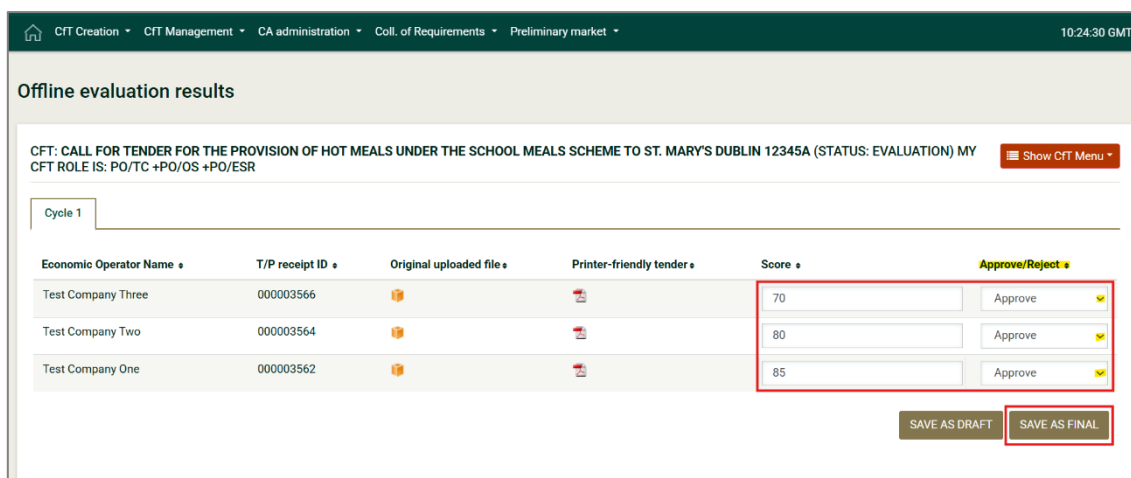 CfT Creation CfT Management CA administration Coll. of Requirements Preliminary market 10:24:30 GMT
Offline evaluation results
CFT: CALL FOR TENDER FOR THE PROVISION OF HOT MEALS UNDER THE SCHOOL MEALS SCHEME TO ST. MARY'S DUBLIN 12345A (STATUS: EVALUATION) MY
CFT ROLE IS: PO/TC +PO/OS +PO/ESR
Show CfT Menu
Cycle 1
Economic Operator Name T/P receipt ID Original uploaded file Printer-friendly tender Score Approve/Reject
Test Company Three 000003566 70 Approve
Test Company Two 000003564 80 Approve
Test Company One 000003562 85 Approve
SAVE AS DRAFT SAVE AS FINAL